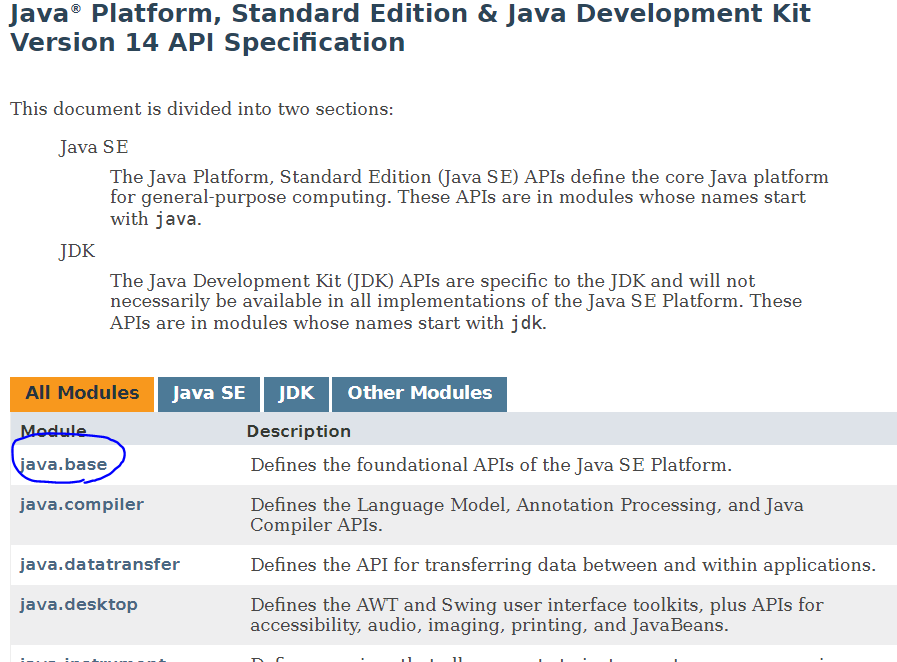 Java® Platform, Standard Edition & Java Development Kit
Version 14 API Specification
This document is divided into two sections:
Java SE
The Java Platform, Standard Edition (Java SE) APIs define the core Java platform
for general-purpose computing. These APIs are in modules whose names start
with java.
JDK
The Java Development Kit (JDK) APIs are specific to the JDK and will not
necessarily be available in all implementations of the Java SE Platform. These
APIs are in modules whose names start with jdk.
All Modules Java SE JDK Other Modules
Module Description
java.base Defines the foundational APIs of the Java SE Platform.
java.compiler Defines the Language Model, Annotation Processing, and Java
Compiler APIs.
java.datatransfer Defines the API for transferring data between and within applications.
java.desktop Defines the AWT and Swing user interface toolkits, plus APIs for
accessibility, audio, imaging, printing, and JavaBeans.